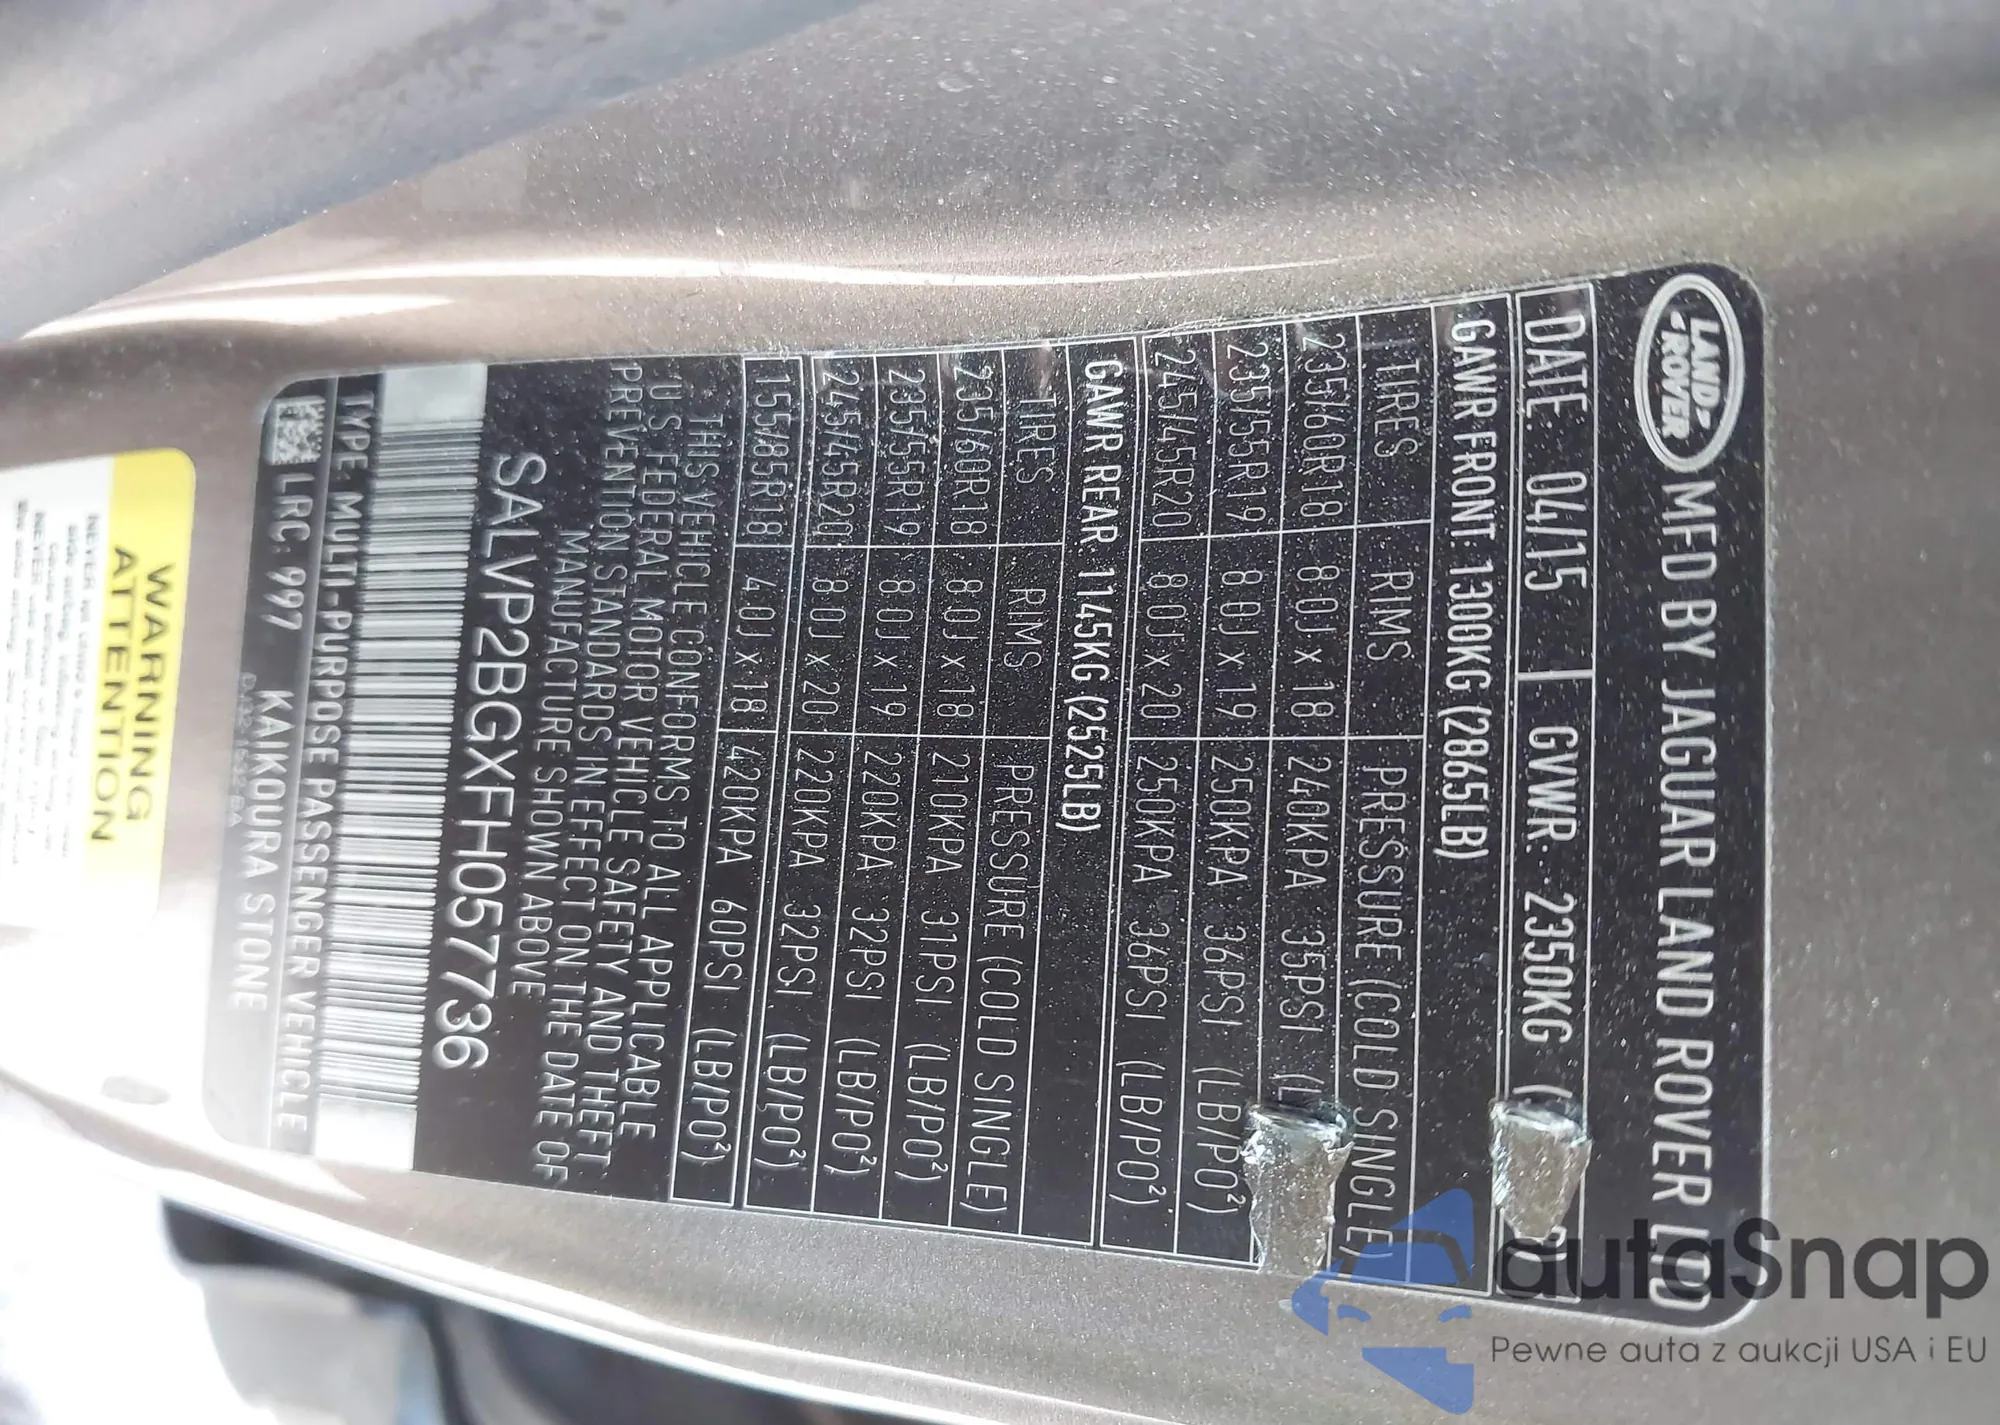 LAND-
-ROVER
MFD BY JAGUAR LAND ROVER LTD
DATE: 04/15 GVWR: 2350KG (
GAWR FRONT 1300KG (2865LB)
TIRES RIMS PRESSURE (COLD SINGLE)
235/60R18 8.0J x 18 240KPA 35PSI (L
235/55R19 8.0J x 19 250KPA 36PSI (LB/PO²)
245/45R20 8.0J x 20 250KPA 36PSI (LB/PO²)
GAWR REAR 1145KG (2525LB)
TIRES RIMS PRESSURE (COLD SINGLE)
235/60R18 8.0J x 18 210KPA 31PSI (LB/PO²)
235/55R19 8.0J x 19 220KPA 32PSI (LB/PO²)
245/45R20 8.0J x 20 220KPA 32PSI (LB/PO²)
155/85R18 4.0J x 18 420KPA 60PSI (LB/PO²)
THIS VEHICLE CONFORMS TO ALL APPLICABLE
U.S FEDERAL MOTOR VEHICLE SAFETY AND THEFT
PREVENTION STANDARDS IN EFFECT ON THE DATE OF
MANUFACTURE SHOWN ABOVE
SALVP2BGXFH057736
TYPE MULTI-PURPOSE PASSENGER VEHICLE
LRC: 997 KAIKOURA STONE
WARNING
ATTENTION
NEVER
NEVER
autaSnap
Pewne auta z aukcji USA i EU